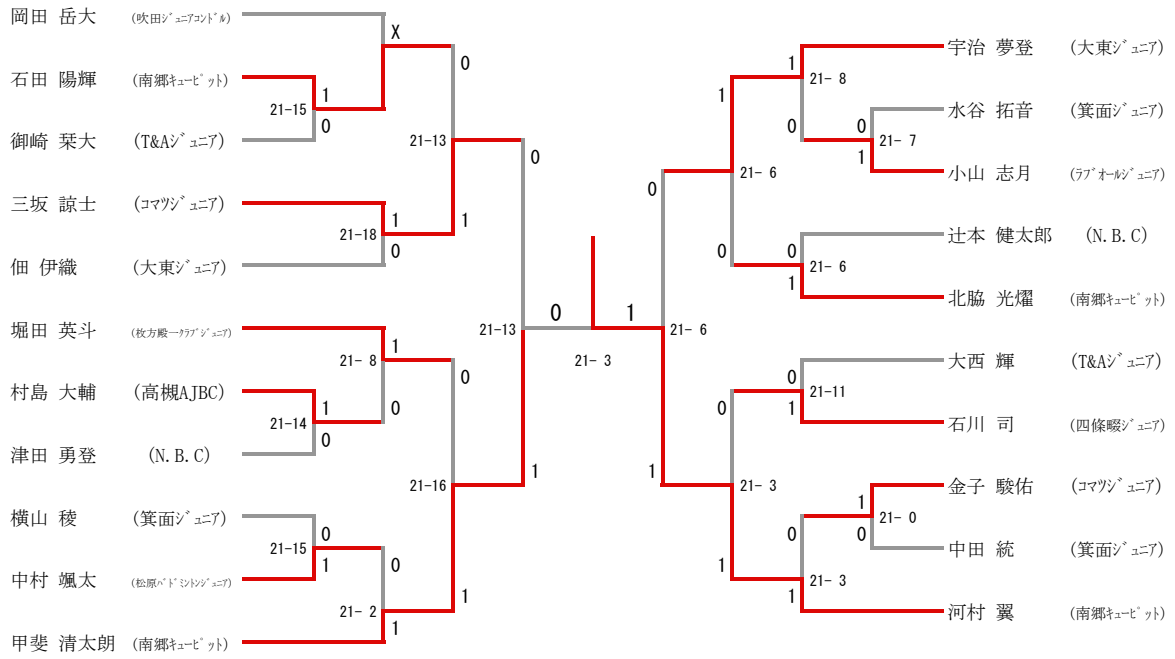 岡田 岳大 (吹田ジュニアコンドル)
X
石田 陽輝 (南郷キューピット)
21-15
1
0
御崎 栞大 (T&Aジュニア)
0
21-13
1
三坂 諒士 (コマツジュニア)
21-18
1
0
佃 伊織 (大東ジュニア)
0
21-13
1
堀田 英斗 (枚方殿一クラブジュニア)
21- 8
1
0
村島 大輔 (高槻AJBC)
21-14
1
0
津田 勇登 (N.B.C)
0
21-16
1
横山 稜 (箕面ジュニア)
21-15
0
1
中村 颯太 (松原バドミントンジュニア)
0
21- 2
1
甲斐 清太朗 (南郷キューピット)
0
1
21- 3
宇治 夢登 (大東ジュニア)
1
21- 8
0
水谷 拓音 (箕面ジュニア)
0
21- 7
1
小山 志月 (ラブオールジュニア)
1
21- 6
0
辻本 健太郎 (N.B.C)
0
21- 6
1
北脇 光燿 (南郷キューピット)
0
21- 6
1
大西 輝 (T&Aジュニア)
0
21-11
1
石川 司 (四條畷ジュニア)
0
21- 3
1
金子 駿佑 (コマツジュニア)
1
21- 0
0
中田 統 (箕面ジュニア)
0
21- 3
1
河村 翼 (南郷キューピット)